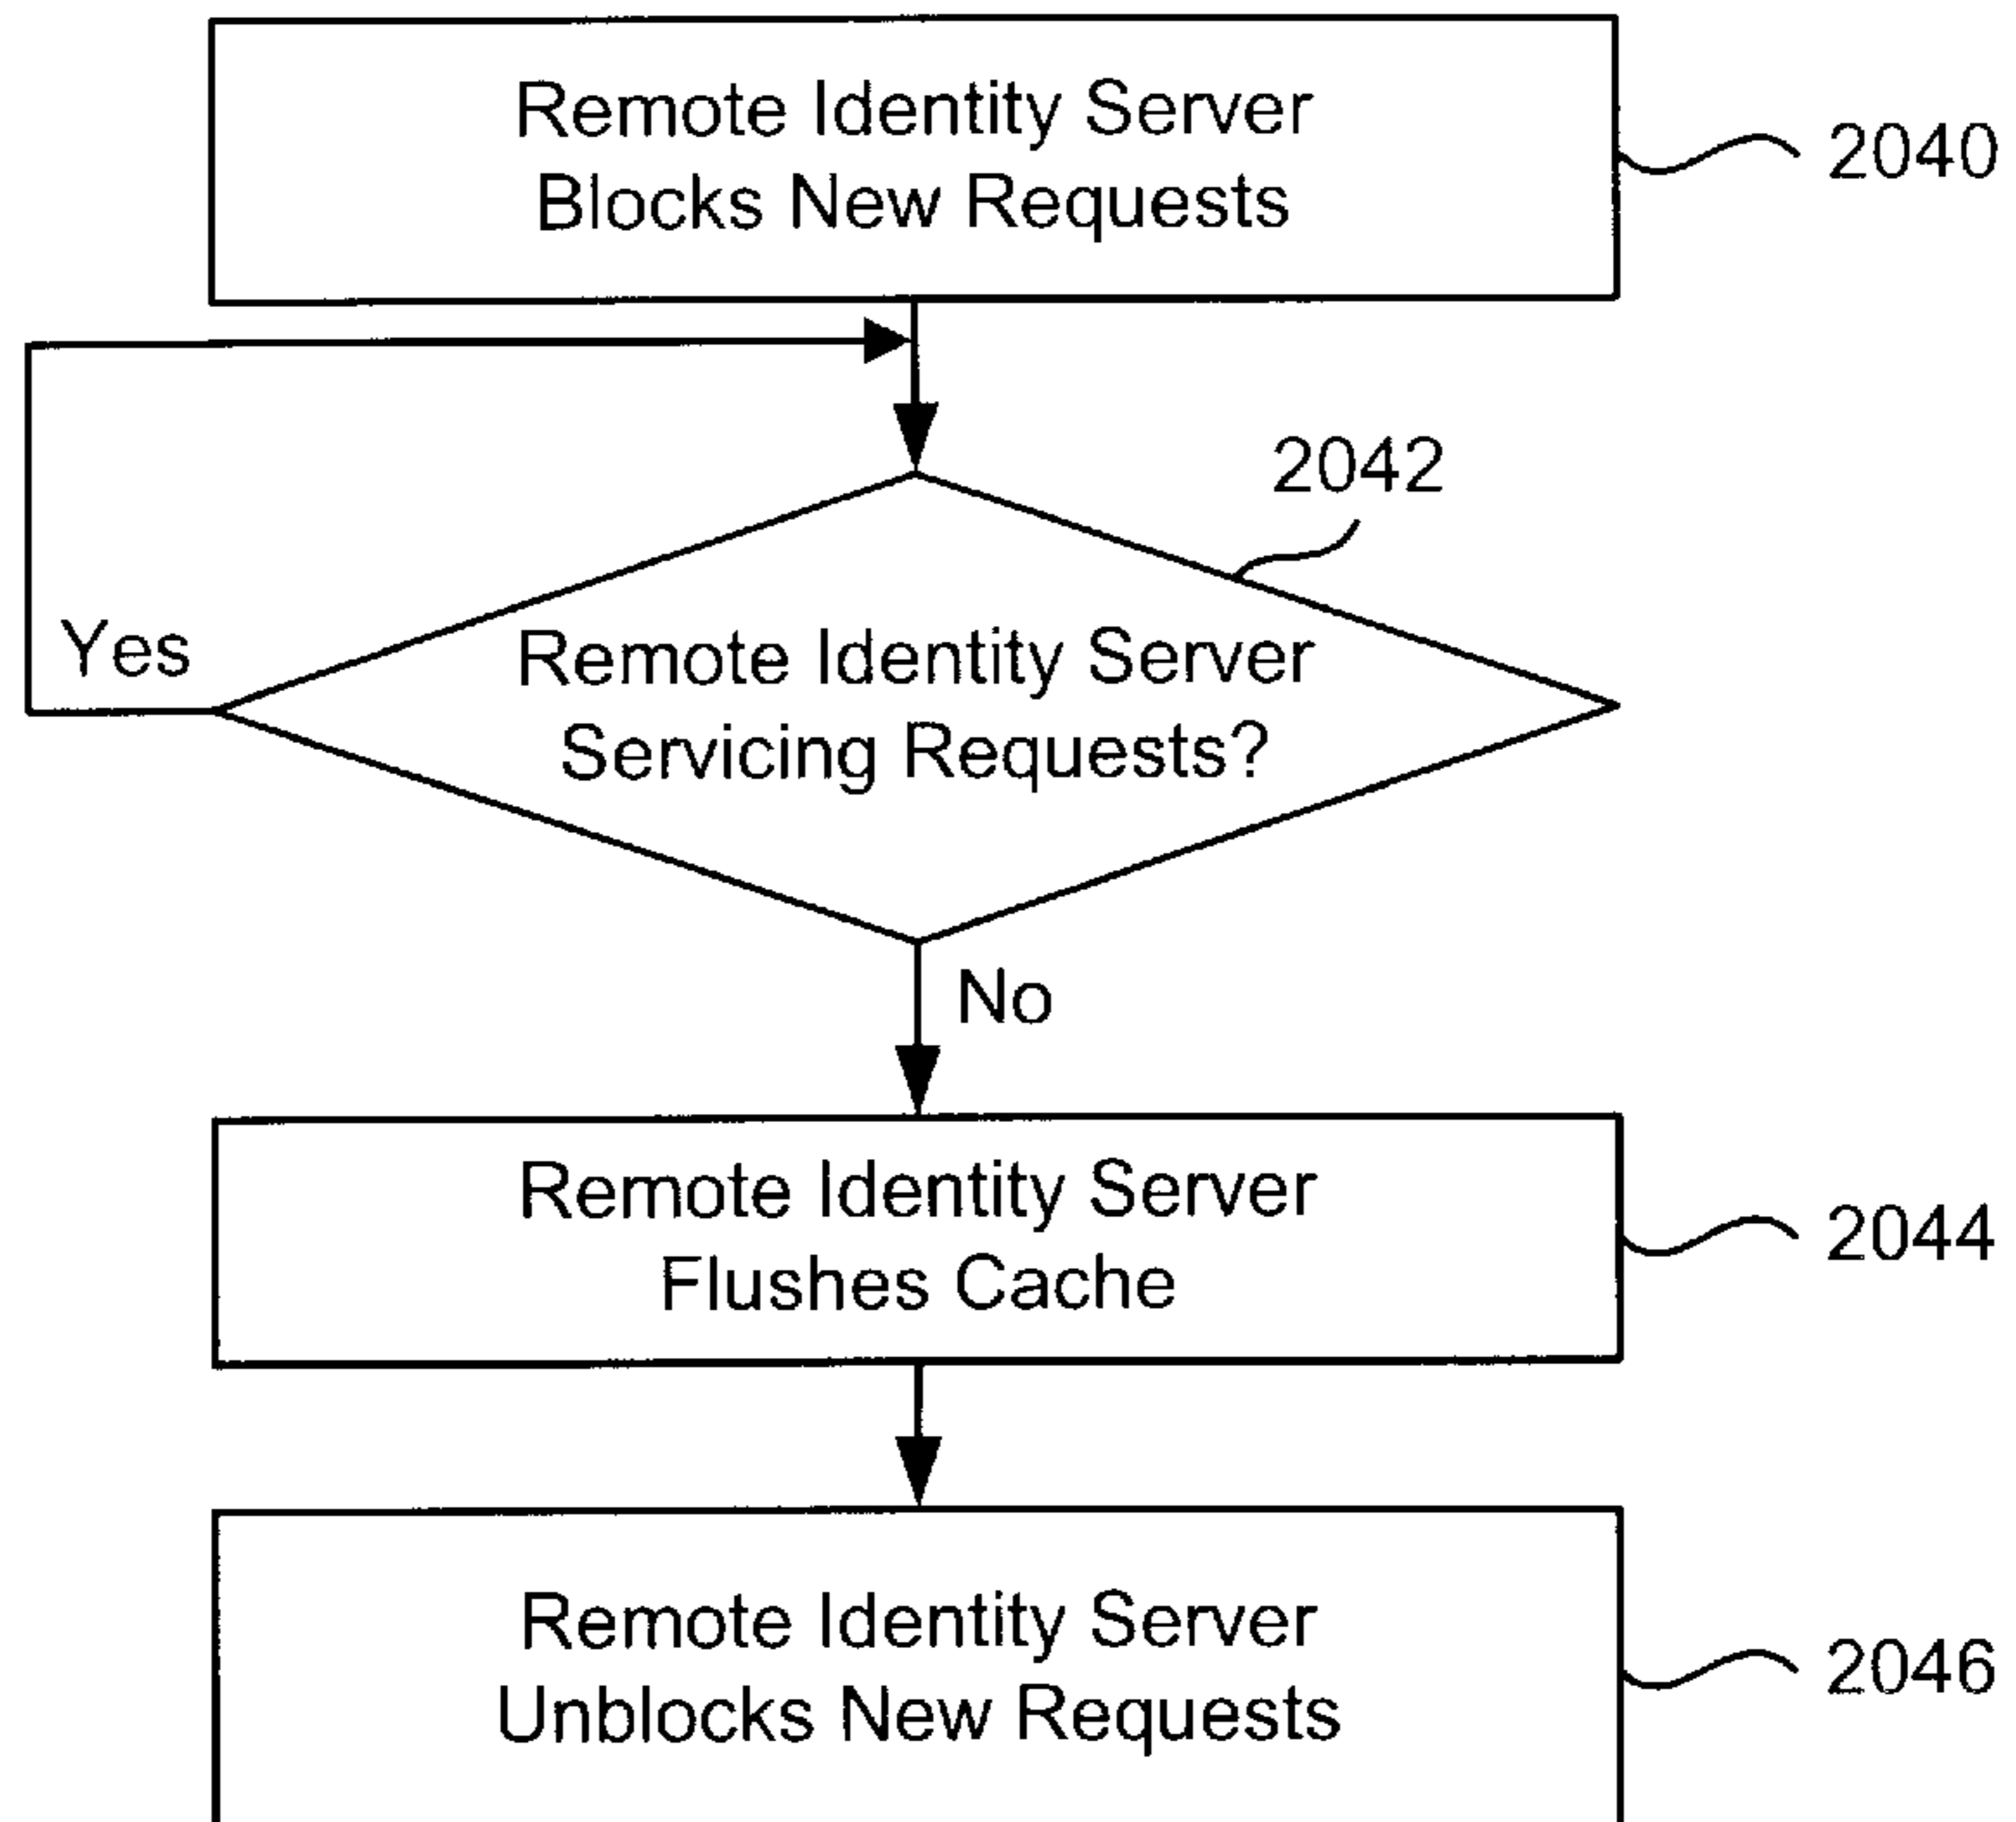 Remote Identity Server
Blocks New Requests
2040
2042
Yes
Remote Identity Server
Servicing Requests?
No
Remote Identity Server
Flushes Cache
2044
Remote Identity Server
Unblocks New Requests
2046